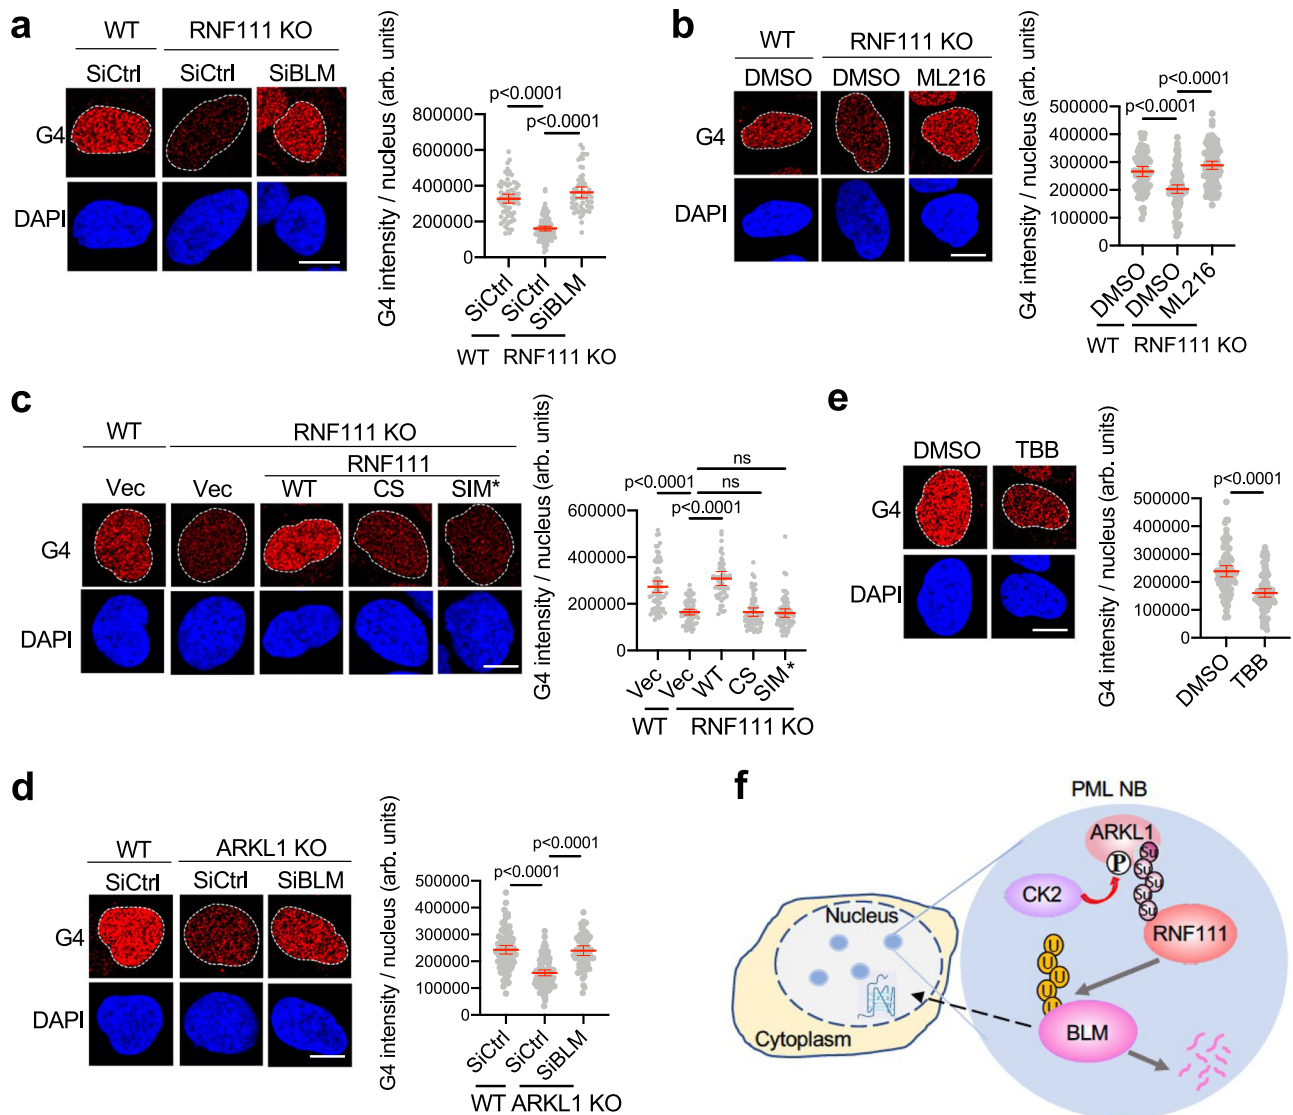 a
WT
RNF111 KO
SiCtrl
SiCtrl
SiBLM
G4
DAPI
G4 intensity / nucleus (arb. units)
800000
600000
400000
200000
0
p<0.0001
p<0.0001
SiCtrl
SiCtrl
SiBLM
WT
RNF111 KO
b
WT
RNF111 KO
DMSO
DMSO
ML216
G4
DAPI
G4 intensity / nucleus (arb. units)
500000
400000
300000
200000
100000
0
p<0.0001
p<0.0001
DMSO
DMSO
ML216
WT
RNF111 KO
c
WT
RNF111 KO
RNF111
Vec
Vec
WT
CS
SIM*
G4
DAPI
G4 intensity / nucleus (arb. units)
600000
400000
200000
0
ns
ns
p<0.0001
p<0.0001
Vec
Vec
WT
CS
SIM*
WT
RNF111 KO
e
DMSO
TBB
G4
DAPI
G4 intensity / nucleus (arb. units)
500000
400000
300000
200000
100000
0
p<0.0001
DMSO
TBB
d
WT
ARKL1 KO
SiCtrl
SiCtrl
SiBLM
G4
DAPI
G4 intensity / nucleus (arb. units)
500000
400000
300000
200000
100000
0
p<0.0001
p<0.0001
SiCtrl
SiCtrl
SiBLM
WT
ARKL1 KO
f
PML NB
ARKL1
P
Su
Su
Su
Su
Su
CK2
RNF111
Nucleus
Cytoplasm
U
U
U
U
U
BLM